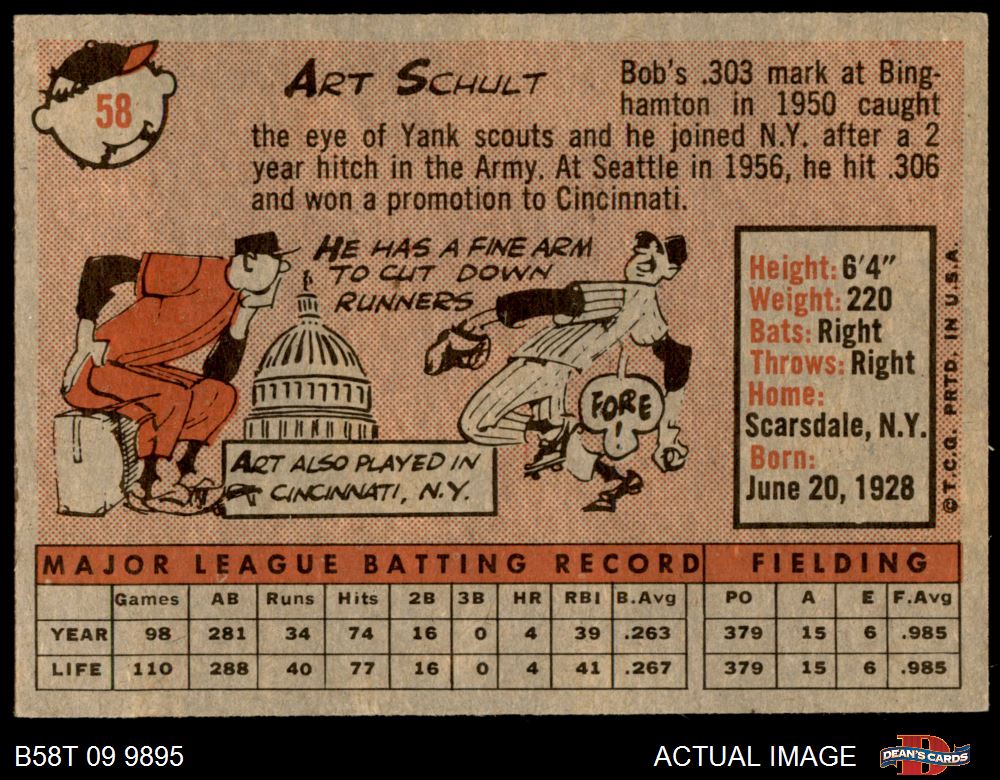 58
ART SCHULT
Bob's .303 mark at Bing-
hamton in 1950 caught
the eye of Yank scouts and he joined N.Y. after a 2
year hitch in the Army. At Seattle in 1956, he hit .306
and won a promotion to Cincinnati.
HE HAS A FINE ARM
TO CUT DOWN
RUNNERS
FORE
!
ART ALSO PLAYED IN
CINCINNATI, N.Y.
Height: 6'4"
Weight: 220
Bats: Right
Throws: Right
Home:
Scarsdale, N.Y.
Born:
June 20, 1928
© T.C.G. PRTD. IN U.S.A.
MAJOR LEAGUE BATTING RECORD FIELDING
Games AB Runs Hits 2B 3B HR RBI B.Avg PO A E F.Avg
YEAR 98 281 34 74 16 0 4 39 .263 379 15 6 .985
LIFE 110 288 40 77 16 0 4 41 .267 379 15 6 .985
B58T 09 9895 ACTUAL IMAGE DEAN'S CARDS